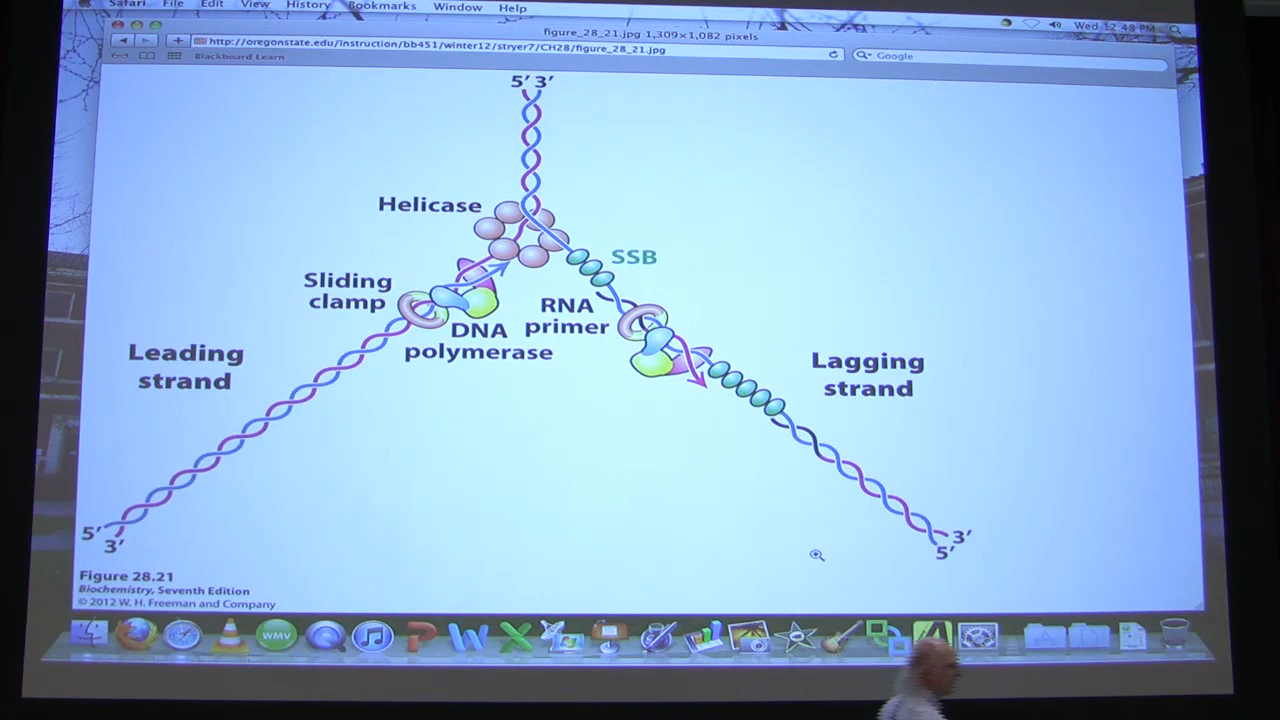 Safari File Edit View History Bookmarks Window Help
Wed 12:48 PM
figure_28_21.jpg 1,309×1,082 pixels
http://oregonstate.edu/instruction/bb451/winter12/stryer7/CH28/figure_28_21.jpg
Google
Blackboard Learn
5′ 3′
Helicase
SSB
Sliding
clamp
RNA
primer
DNA
polymerase
Leading
strand
Lagging
strand
5′
3′
3′
5′
Figure 28.21
Biochemistry, Seventh Edition
© 2012 W. H. Freeman and Company
WMV